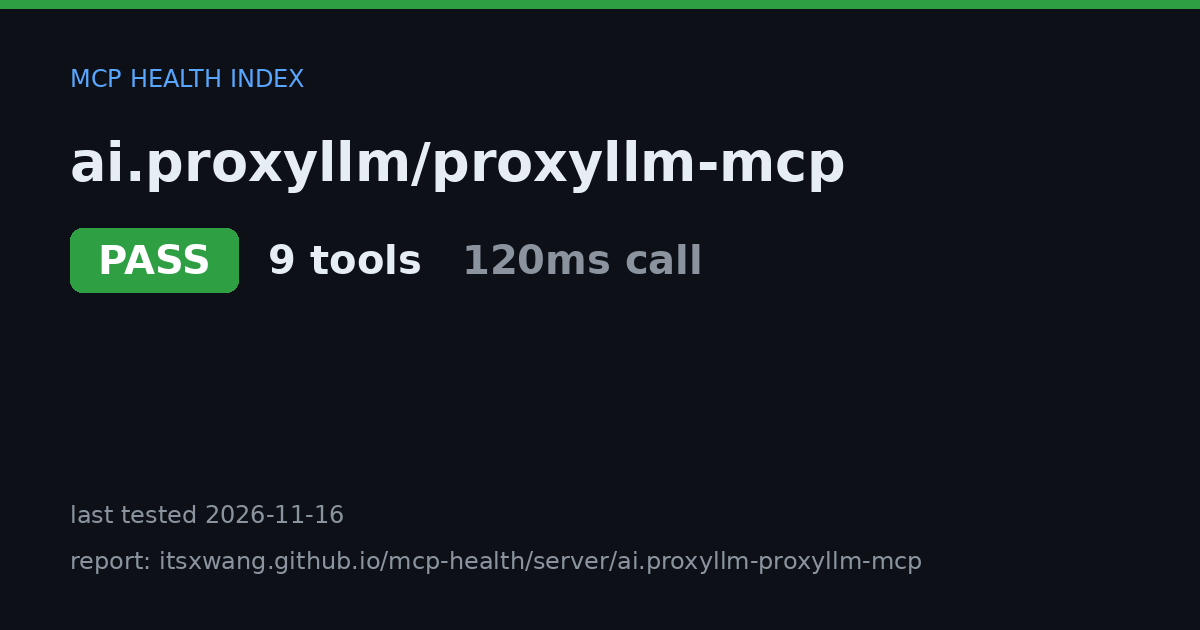 MCP HEALTH INDEX
ai.proxyllm/proxyllm-mcp
PASS 9 tools 120ms call
last tested 2026-11-16
report: itsxwang.github.io/mcp-health/server/ai.proxyllm-proxyllm-mcp